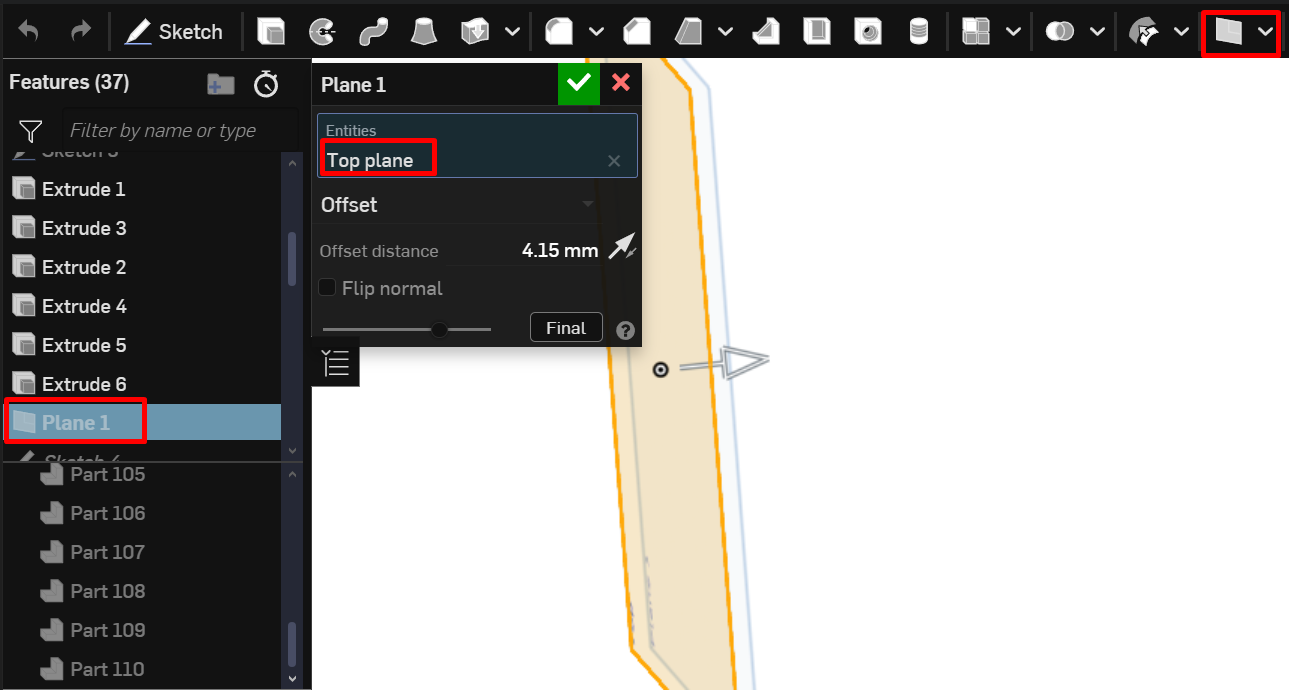 Sketch
Features (37)
Filter by name or type
Sketch 3
Extrude 1
Extrude 3
Extrude 2
Extrude 4
Extrude 5
Extrude 6
Plane 1
Sketch 4
Part 105
Part 106
Part 107
Part 108
Part 109
Part 110
Plane 1
Entities
Top plane
Offset
Offset distance
4.15 mm
Flip normal
Final